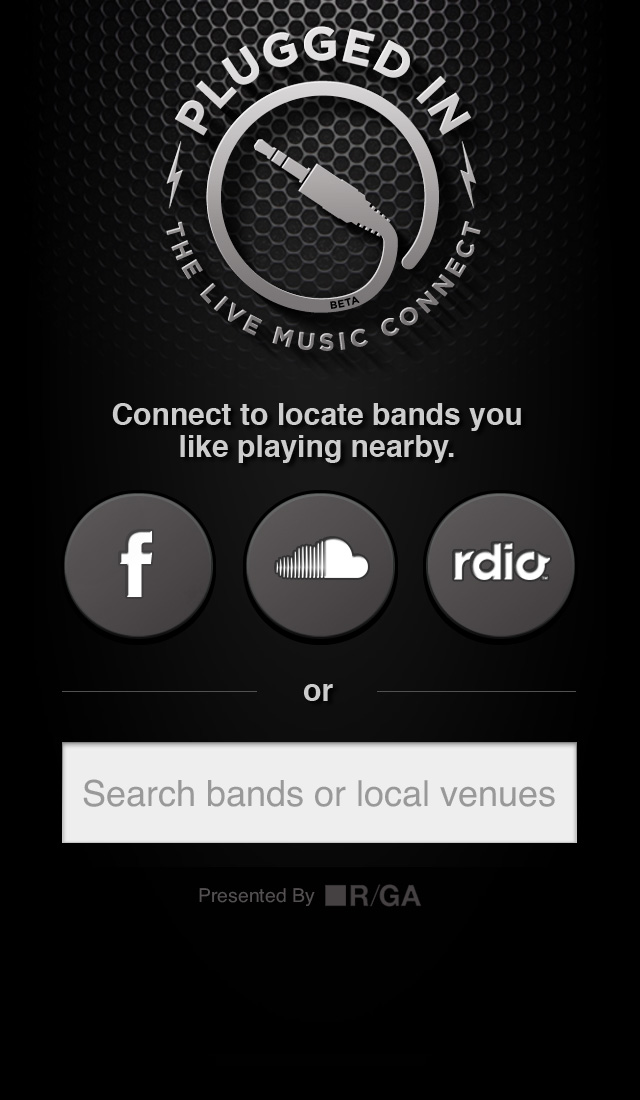 PLUGGED IN
THE LIVE MUSIC CONNECT
BETA
Connect to locate bands you
like playing nearby.
f
rdio™
or
Search bands or local venues
Presented By R/GA